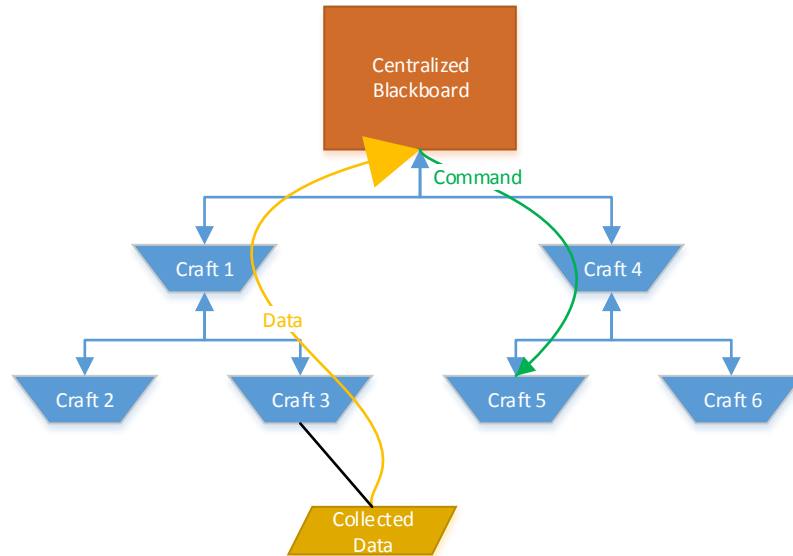 Centralized
Blackboard
Command
Craft 1
Craft 4
Data
Craft 2
Craft 3
Craft 5
Craft 6
Collected
Data